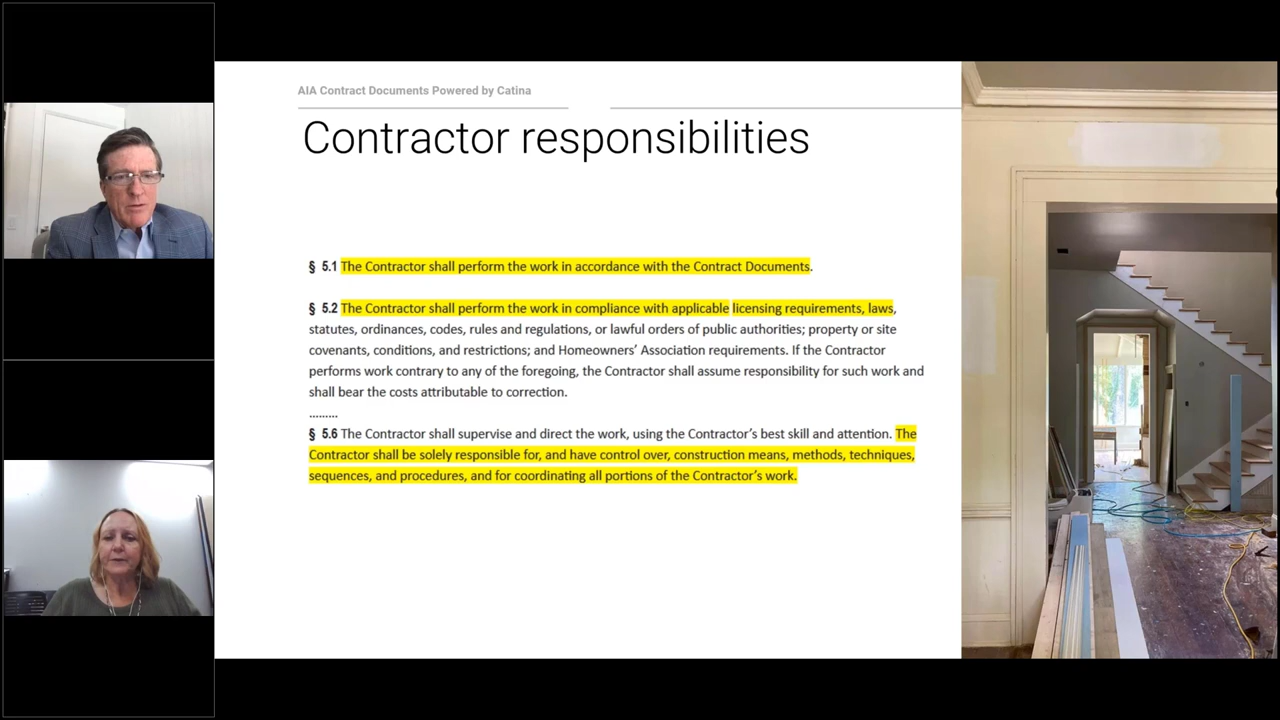 AIA Contract Documents Powered by Catina
Contractor responsibilities
§ 5.1 The Contractor shall perform the work in accordance with the Contract Documents.
§ 5.2 The Contractor shall perform the work in compliance with applicable licensing requirements, laws,
statutes, ordinances, codes, rules and regulations, or lawful orders of public authorities; property or site
covenants, conditions, and restrictions; and Homeowners’ Association requirements. If the Contractor
performs work contrary to any of the foregoing, the Contractor shall assume responsibility for such work and
shall bear the costs attributable to correction.
.........
§ 5.6 The Contractor shall supervise and direct the work, using the Contractor’s best skill and attention. The
Contractor shall be solely responsible for, and have control over, construction means, methods, techniques,
sequences, and procedures, and for coordinating all portions of the Contractor’s work.